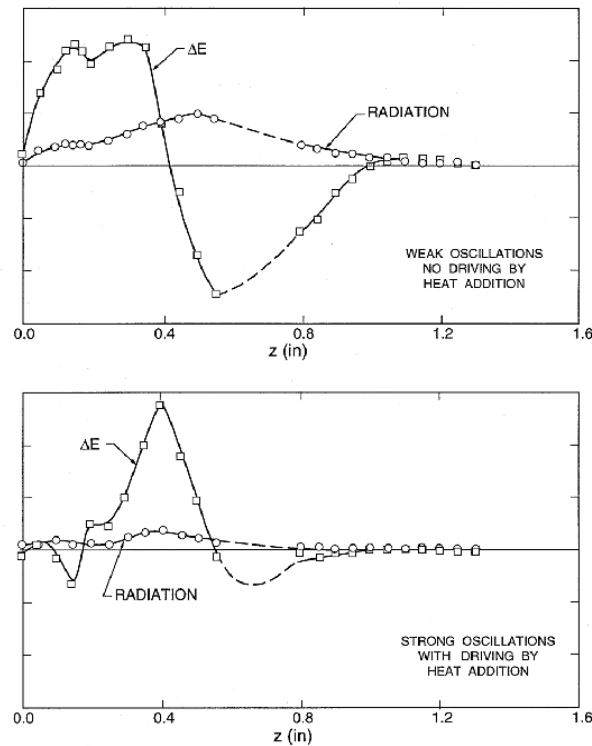 ΔE
RADIATION
WEAK OSCILLATIONS
NO DRIVING BY
HEAT ADDITION
0.0 0.4 0.8 1.2 1.6
z (in)
ΔE
RADIATION
STRONG OSCILLATIONS
WITH DRIVING BY
HEAT ADDITION
0.0 0.4 0.8 1.2 1.6
z (in)